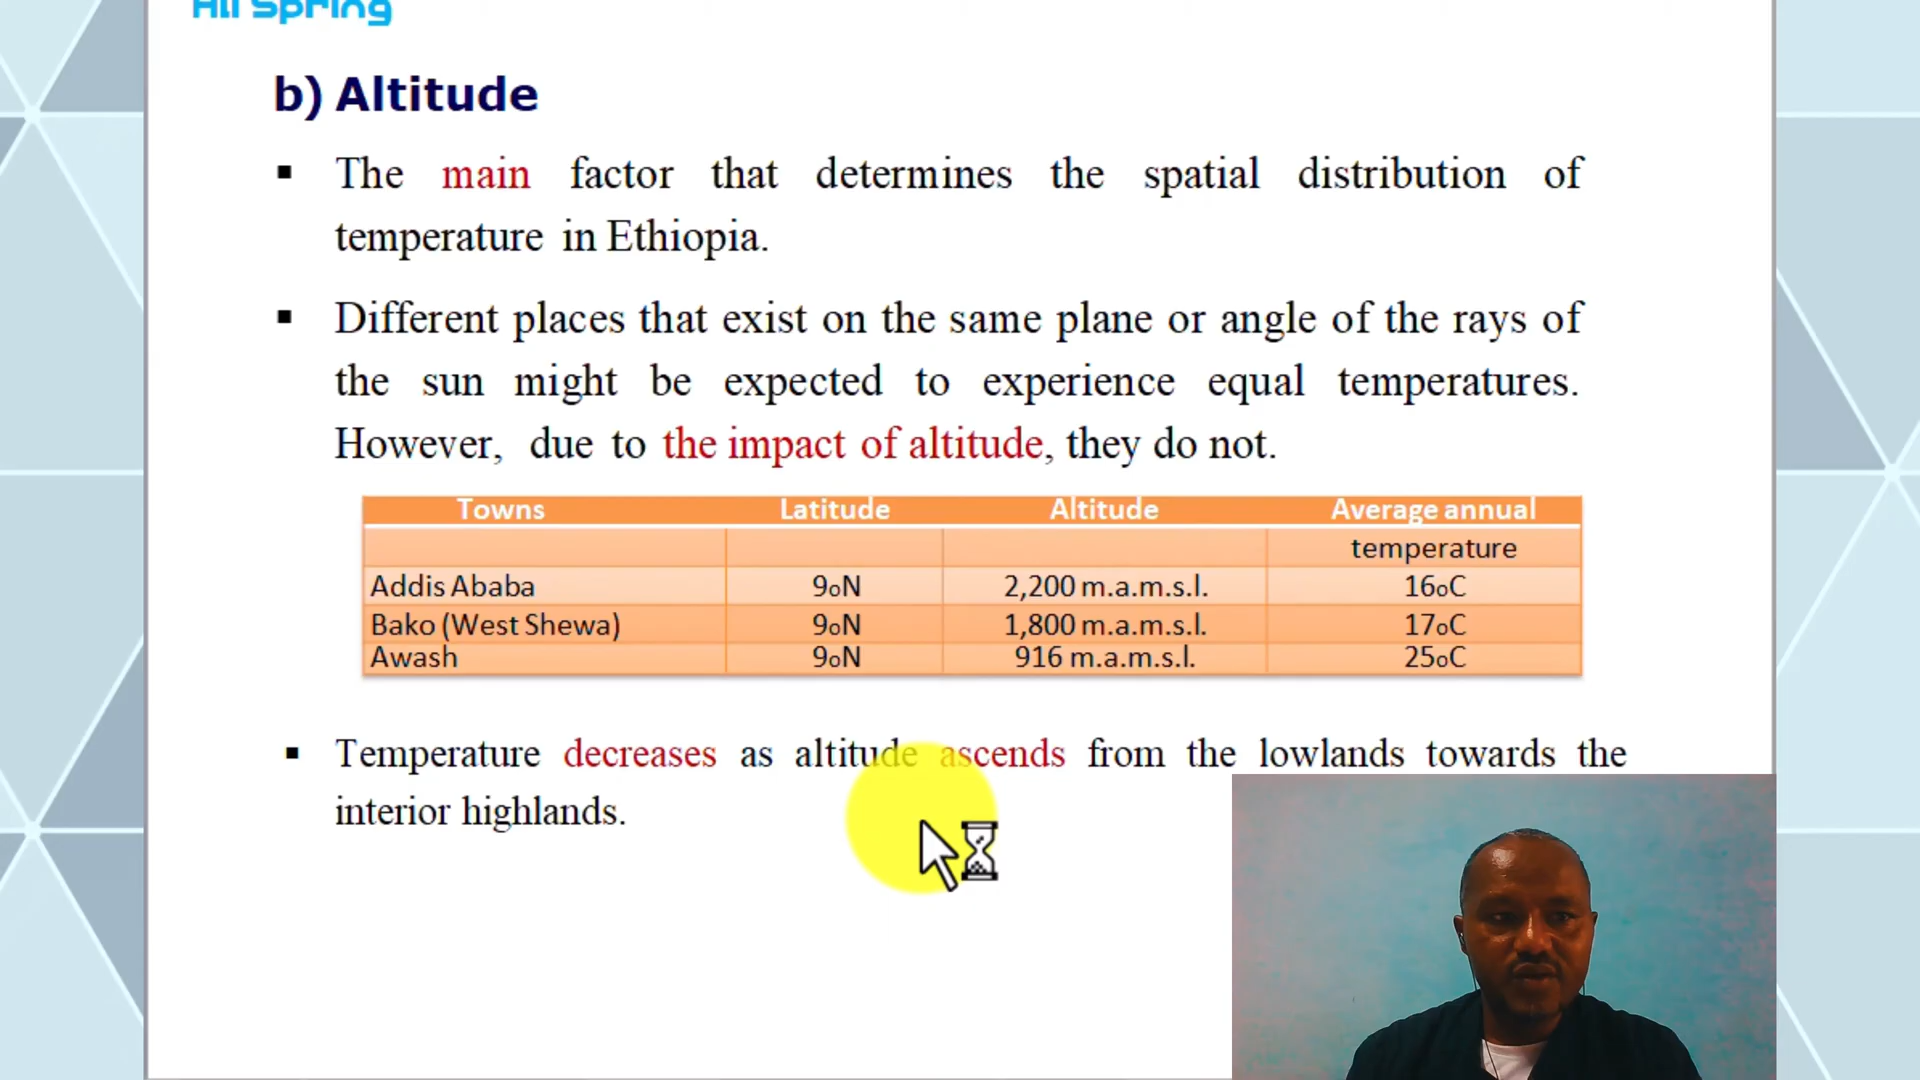 b) Altitude
▪ The main factor that determines the spatial distribution of
temperature in Ethiopia.
▪ Different places that exist on the same plane or angle of the rays of
the sun might be expected to experience equal temperatures.
However, due to the impact of altitude, they do not.
Towns Latitude Altitude Average annual
temperature
Addis Ababa 9oN 2,200 m.a.m.s.l. 16oC
Bako (West Shewa) 9oN 1,800 m.a.m.s.l. 17oC
Awash 9oN 916 m.a.m.s.l. 25oC
▪ Temperature decreases as altitude ascends from the lowlands towards the
interior highlands.